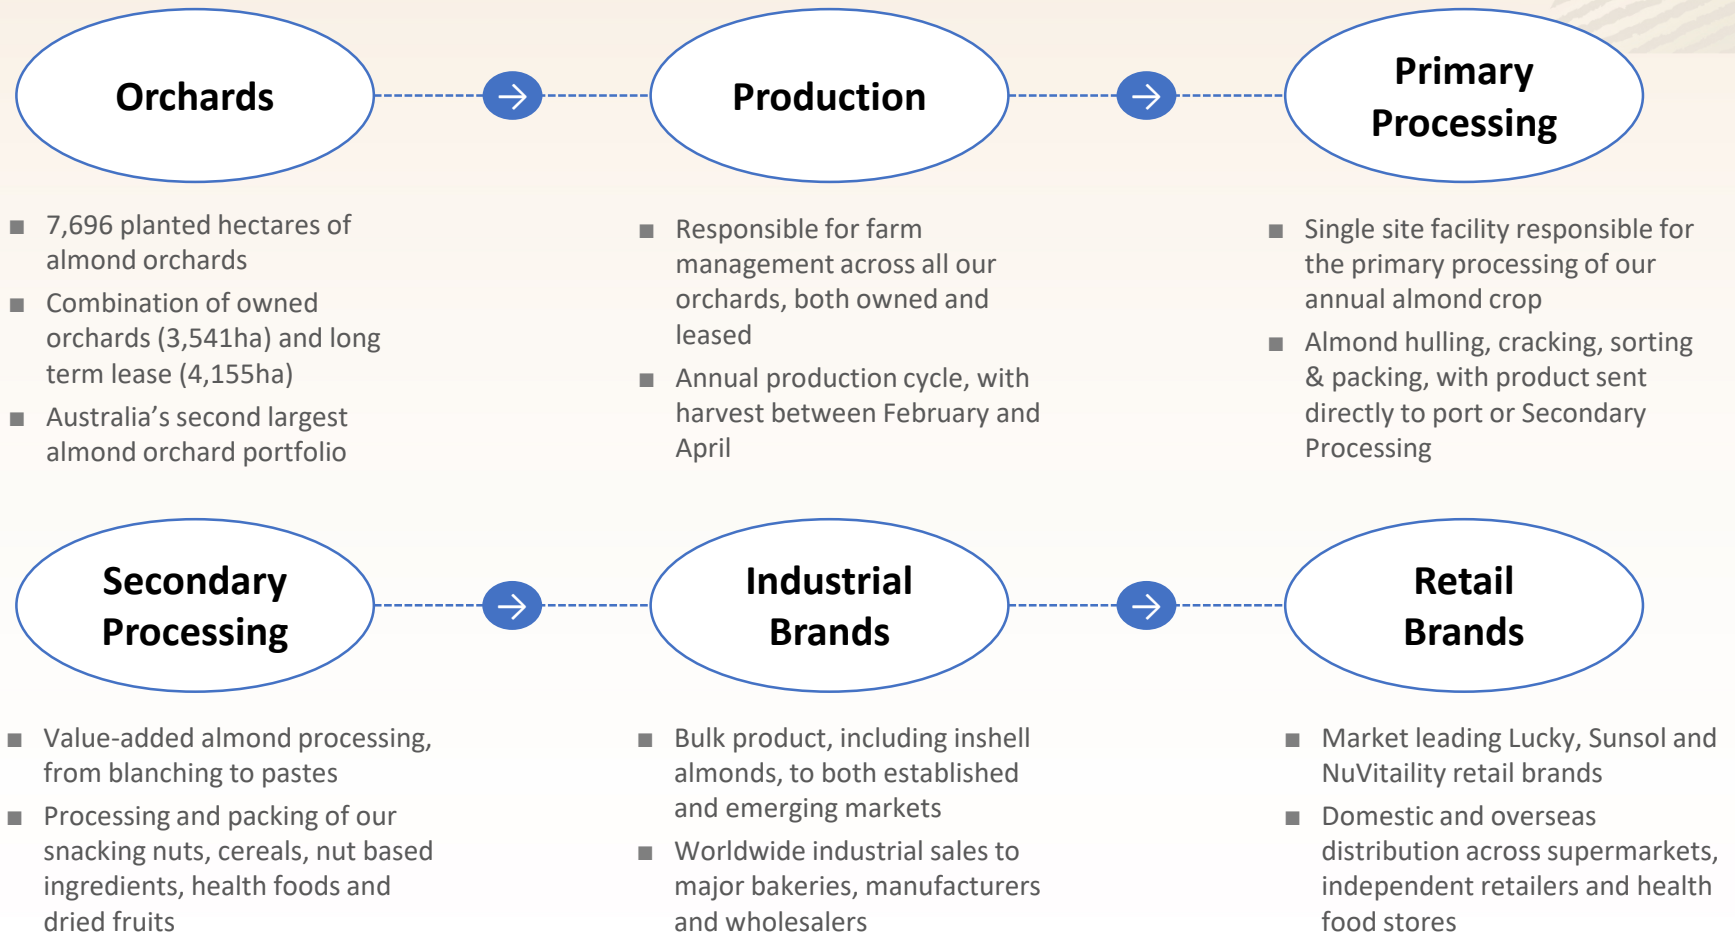 Orchards
Production
Primary
Processing
■ 7,696 planted hectares of
almond orchards
■ Combination of owned
orchards (3,541ha) and long
term lease (4,155ha)
■ Australia’s second largest
almond orchard portfolio
■ Responsible for farm
management across all our
orchards, both owned and
leased
■ Annual production cycle, with
harvest between February and
April
■ Single site facility responsible for
the primary processing of our
annual almond crop
■ Almond hulling, cracking, sorting
& packing, with product sent
directly to port or Secondary
Processing
Secondary
Processing
Industrial
Brands
Retail
Brands
■ Value-added almond processing,
from blanching to pastes
■ Processing and packing of our
snacking nuts, cereals, nut based
ingredients, health foods and
dried fruits
■ Bulk product, including inshell
almonds, to both established
and emerging markets
■ Worldwide industrial sales to
major bakeries, manufacturers
and wholesalers
■ Market leading Lucky, Sunsol and
NuVitaility retail brands
■ Domestic and overseas
distribution across supermarkets,
independent retailers and health
food stores